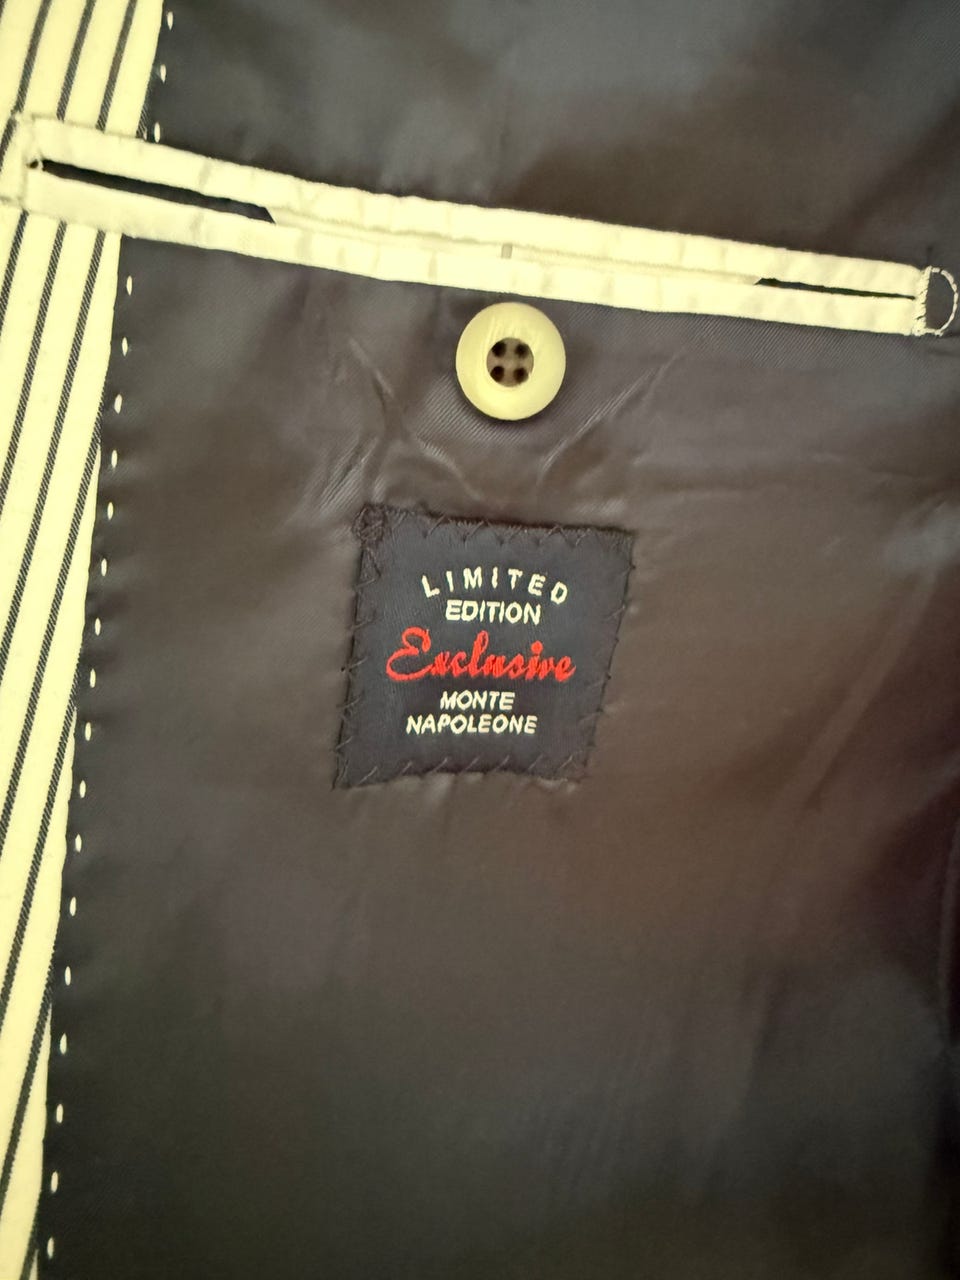 LIMITED
EDITION
Exclusive
MONTE
NAPOLEONE